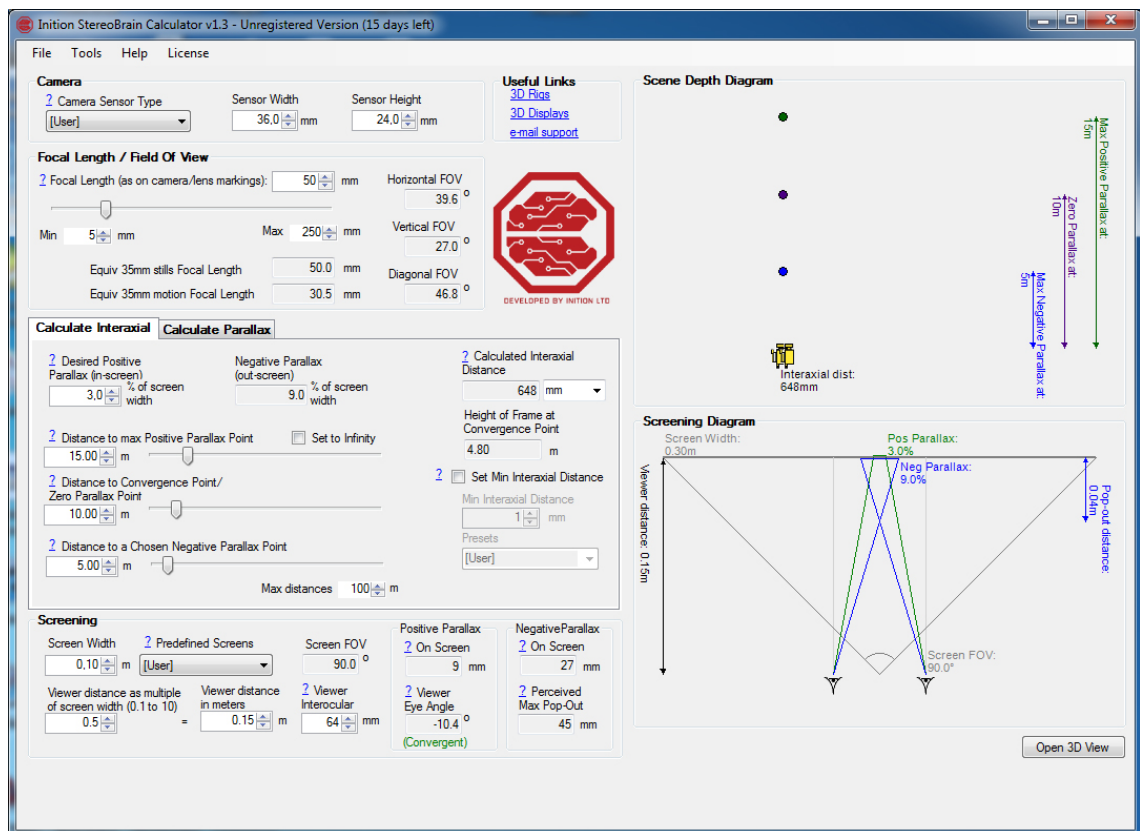 Inition StereoBrain Calculator v1.3 - Unregistered Version (15 days left)
File Tools Help License
Camera
? Camera Sensor Type
[User]
Sensor Width
36,0 mm
Sensor Height
24,0 mm
Useful Links
3D Rigs
3D Displays
e-mail support
Focal Length / Field Of View
? Focal Length (as on camera/lens markings): 50 mm
Min 5 mm
Max 250 mm
Equiv 35mm stills Focal Length 50.0 mm
Equiv 35mm motion Focal Length 30.5 mm
Horizontal FOV
39.6 °
Vertical FOV
27.0 °
Diagonal FOV
46.8 °
DEVELOPED BY INITION LTD
Calculate Interaxial Calculate Parallax
? Desired Positive
Parallax (in-screen)
3,0 % of screen
width
Negative Parallax
(out-screen)
9.0 % of screen
width
? Distance to max Positive Parallax Point
Set to Infinity
15.00 m
? Distance to Convergence Point/
Zero Parallax Point
10.00 m
? Distance to a Chosen Negative Parallax Point
5.00 m
Max distances 100 m
? Calculated Interaxial
Distance
648 mm
Height of Frame at
Convergence Point
4.80 m
? Set Min Interaxial Distance
Min Interaxial Distance
1 mm
Presets
[User]
Screening
Screen Width
0,10 m
? Predefined Screens
[User]
Screen FOV
90.0 °
Viewer distance as multiple
of screen width (0.1 to 10)
0.5 =
Viewer distance
in meters
0.15 m
? Viewer
Interocular
64 mm
Positive Parallax
? On Screen
9 mm
? Viewer
Eye Angle
-10.4 °
(Convergent)
NegativeParallax
? On Screen
27 mm
? Perceived
Max Pop-Out
45 mm
Scene Depth Diagram
Max Positive Parallax at:
15m
Zero Parallax at:
10m
Max Negative Parallax at:
5m
Interaxial dist:
648mm
Screening Diagram
Screen Width:
0.30m
Pos Parallax:
3.0%
Neg Parallax:
9.0%
Viewer distance: 0.15m
Pop-out distance:
0.04m
Screen FOV:
90.0°
Open 3D View